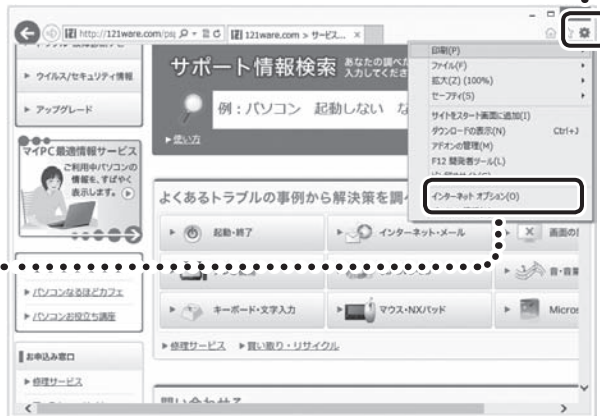 http://121ware.com/psp
121ware.com > サービス...
ウイルス/セキュリティ情報
アップグレード
マイPC最適情報サービス
ご利用中パソコンの
情報を、すばやく
表示します。
パソコンなるほどカフェ
パソコンお役立ち講座
お申込み窓口
修理サービス
サポート情報検索
あなたの調べた
入力してくださ
例：パソコン 起動しない な
使い方
印刷(P)
ファイル(F)
拡大(Z) (100%)
セーフティ(S)
サイトをスタート画面に追加(I)
ダウンロードの表示(N) Ctrl+J
アドオンの管理(M)
F12 開発者ツール(L)
インターネット オプション(O)
よくあるトラブルの事例から解決策を調べ
起動・終了
インターネット・メール
画面の
音・音量
キーボード・文字入力
マウス・NXパッド
Micros
修理サービス
買い取り・リサイクル
問い合わせる